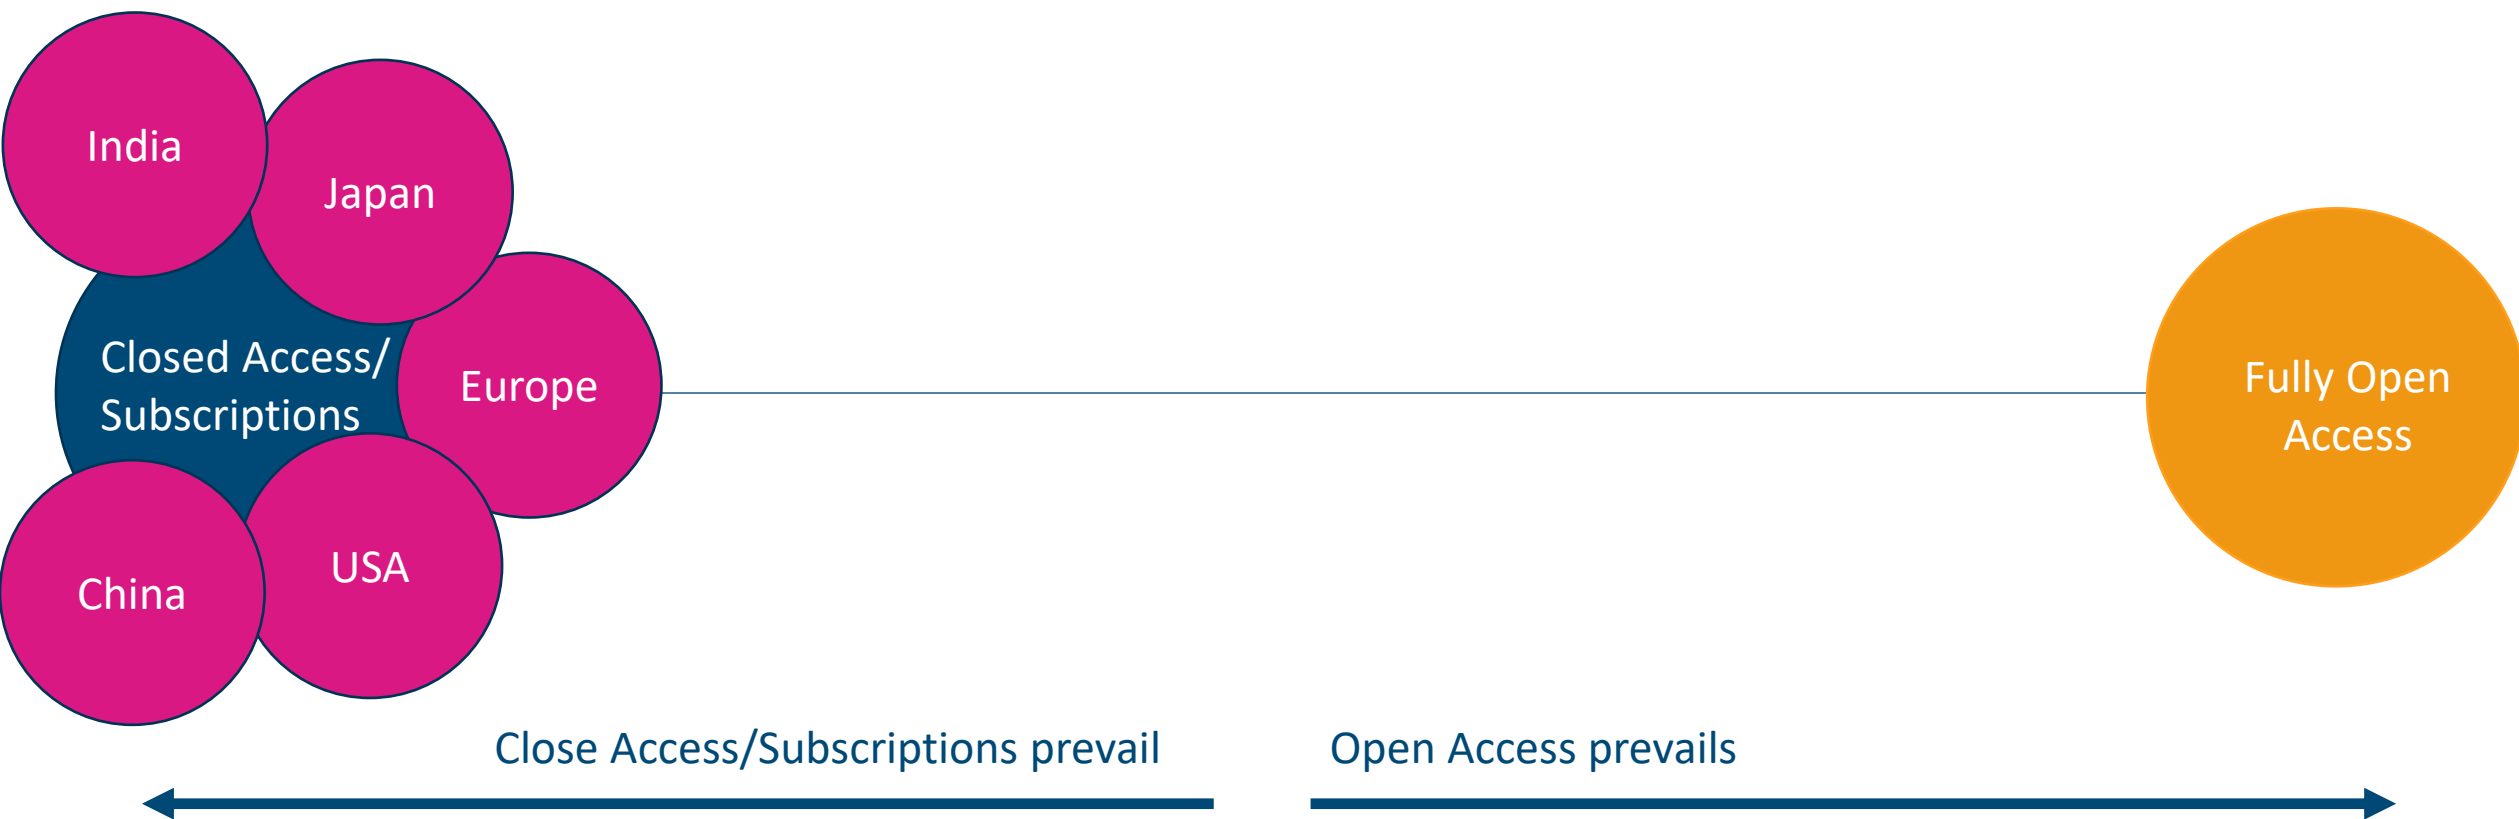 India
Japan
Closed Access/
Subscriptions
Europe
Fully Open
Access
USA
China
Close Access/Subscriptions prevail
Open Access prevails